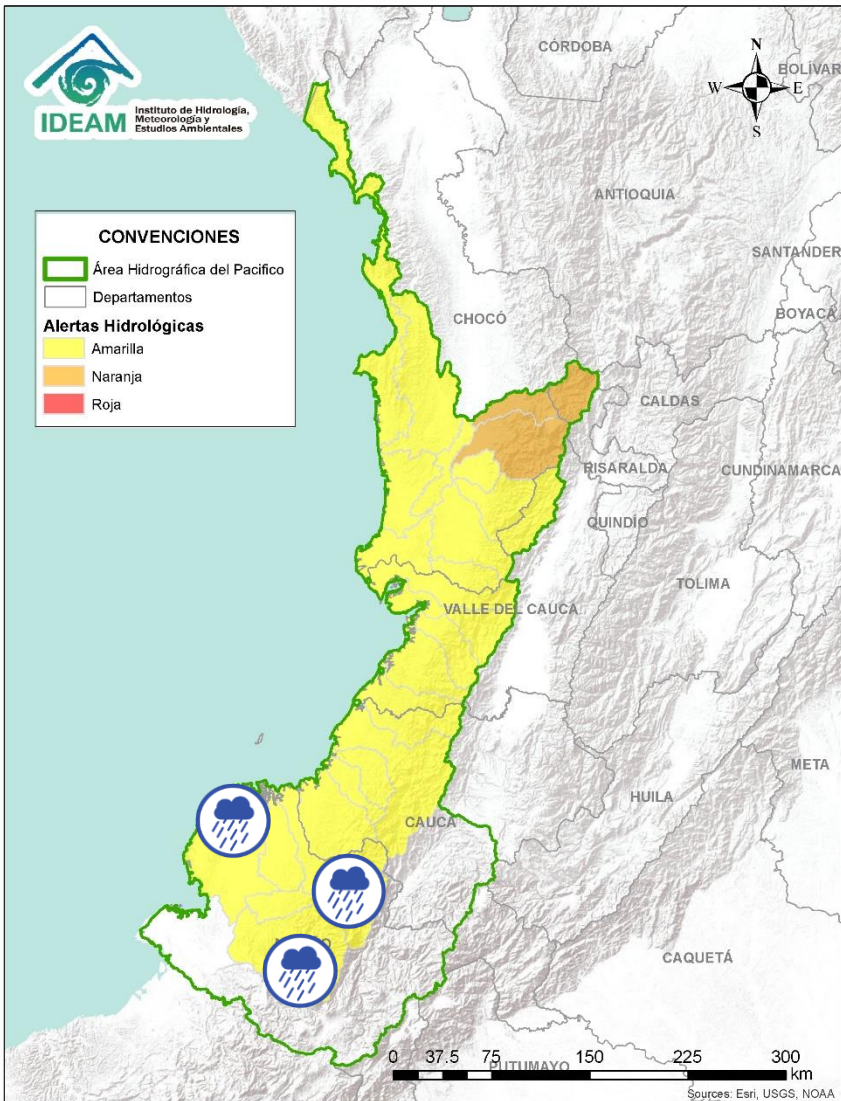 IDEAM
Instituto de Hidrología,
Meteorología y
Estudios Ambientales
CÓRDOBA
N
W
E
S
BOLÍVAR
ANTIOQUIA
SANTANDER
BOYACÁ
CONVENCIONES
Área Hidrográfica del Pacifico
Departamentos
Alertas Hidrológicas
Amarilla
Naranja
Roja
CHOCÓ
CALDAS
RISARALDA
CUNDINAMARCA
QUINDÍO
TOLIMA
VALLE DEL CAUCA
META
HUILA
CAUCA
CAQUETÁ
PUTUMAYO
0 37.5 75 150 225 300
km
Sources: Esri, USGS, NOAA